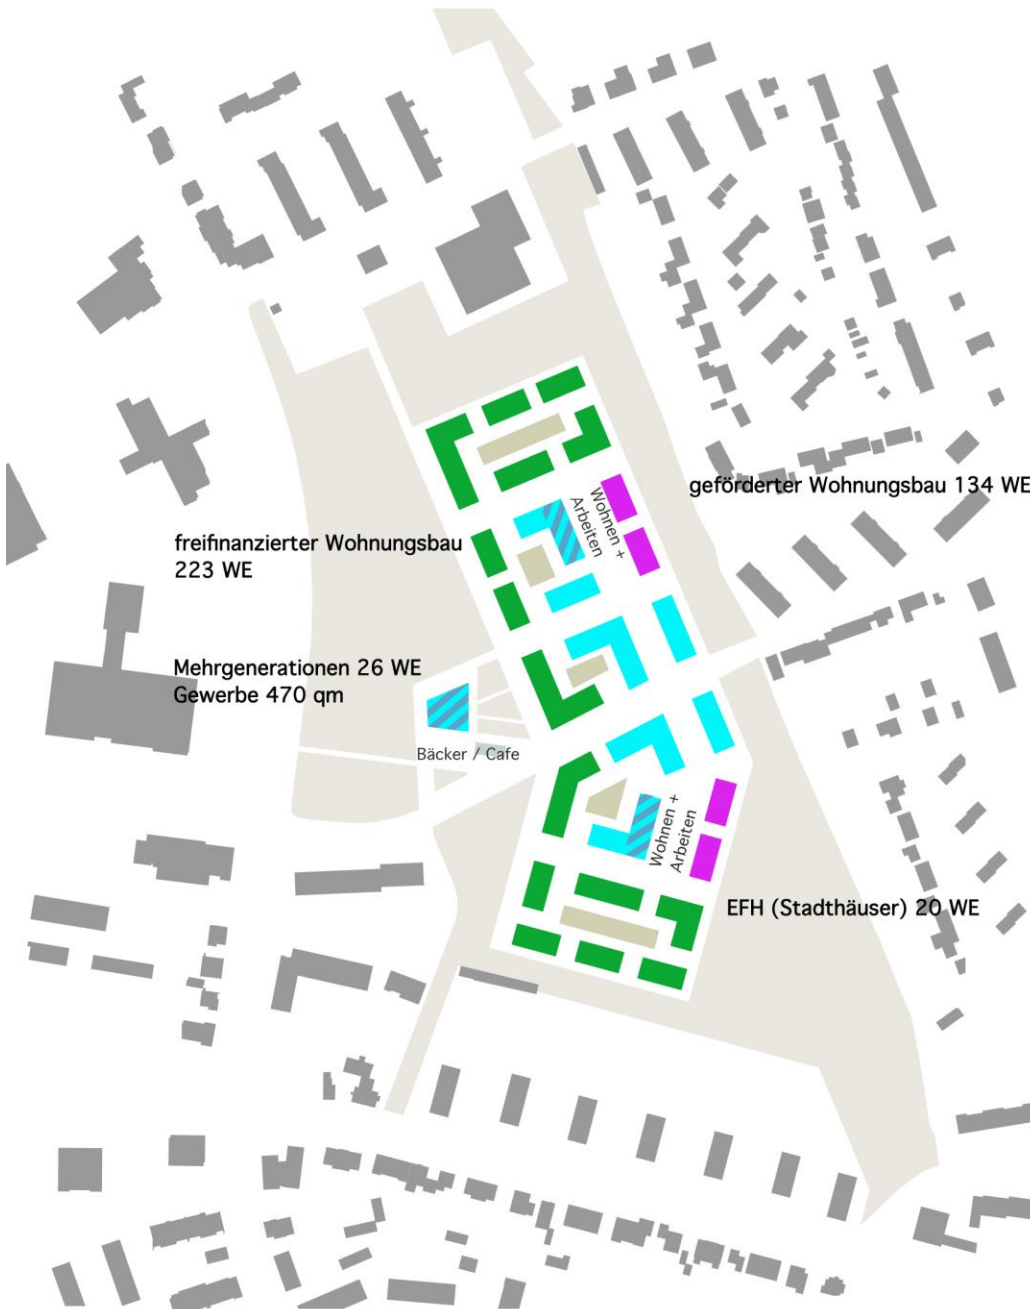 geförderter Wohnungsbau 134 WE
Wohnen +
Arbeiten
freifinanzierter Wohnungsbau
223 WE
Mehrgenerationen 26 WE
Gewerbe 470 qm
Bäcker / Cafe
Wohnen +
Arbeiten
EFH (Stadthäuser) 20 WE